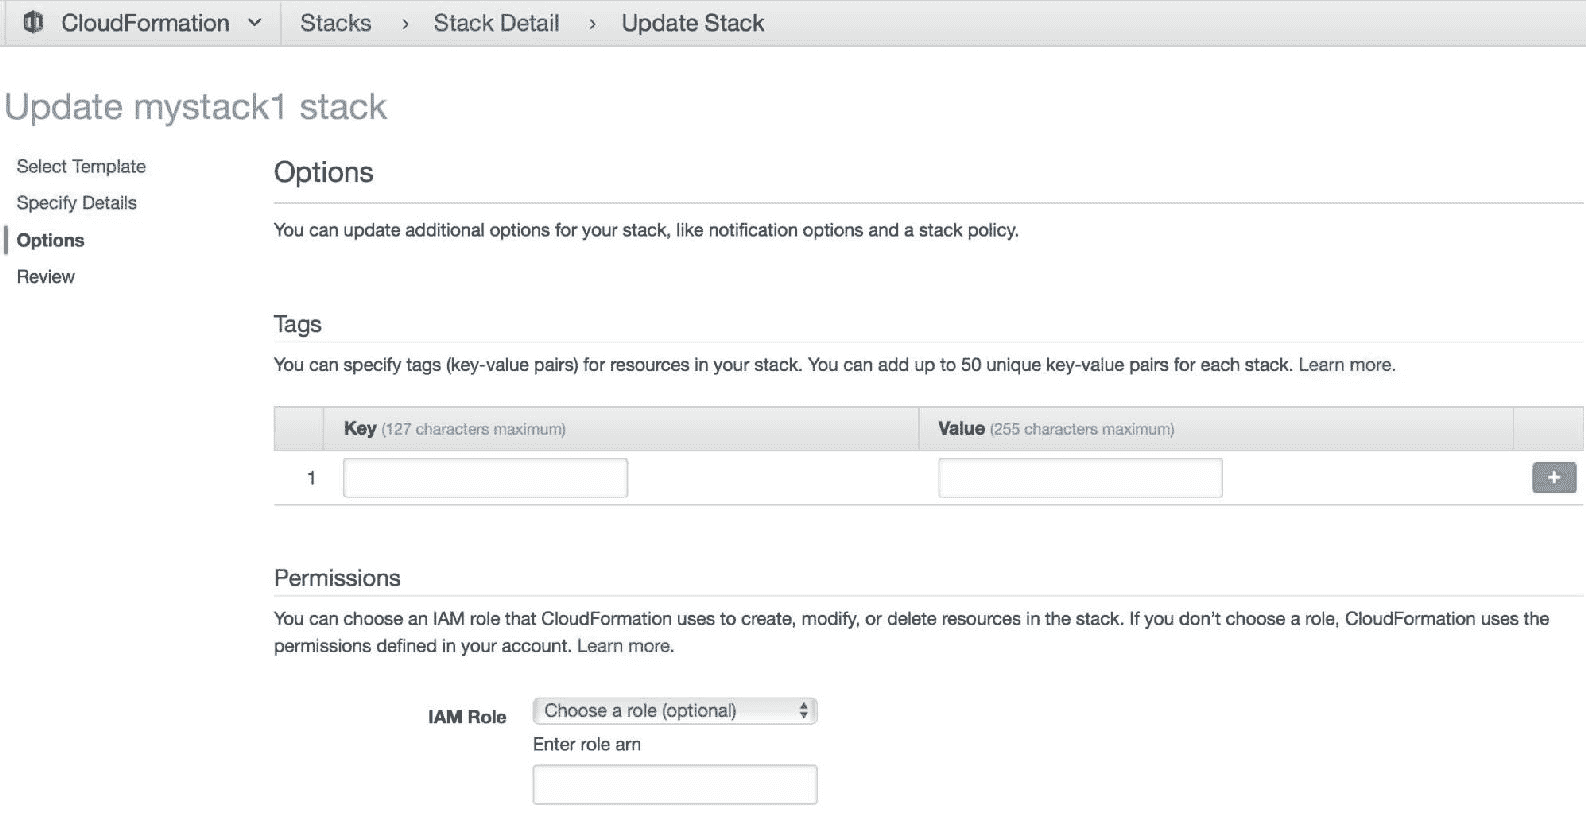 CloudFormation Stacks › Stack Detail › Update Stack
Update mystack1 stack
Select Template
Specify Details
Options
Review
Options
You can update additional options for your stack, like notification options and a stack policy.
Tags
You can specify tags (key-value pairs) for resources in your stack. You can add up to 50 unique key-value pairs for each stack. Learn more.
Key (127 characters maximum) Value (255 characters maximum)
1 +
Permissions
You can choose an IAM role that CloudFormation uses to create, modify, or delete resources in the stack. If you don’t choose a role, CloudFormation uses the
permissions defined in your account. Learn more.
IAM Role Choose a role (optional)
Enter role arn